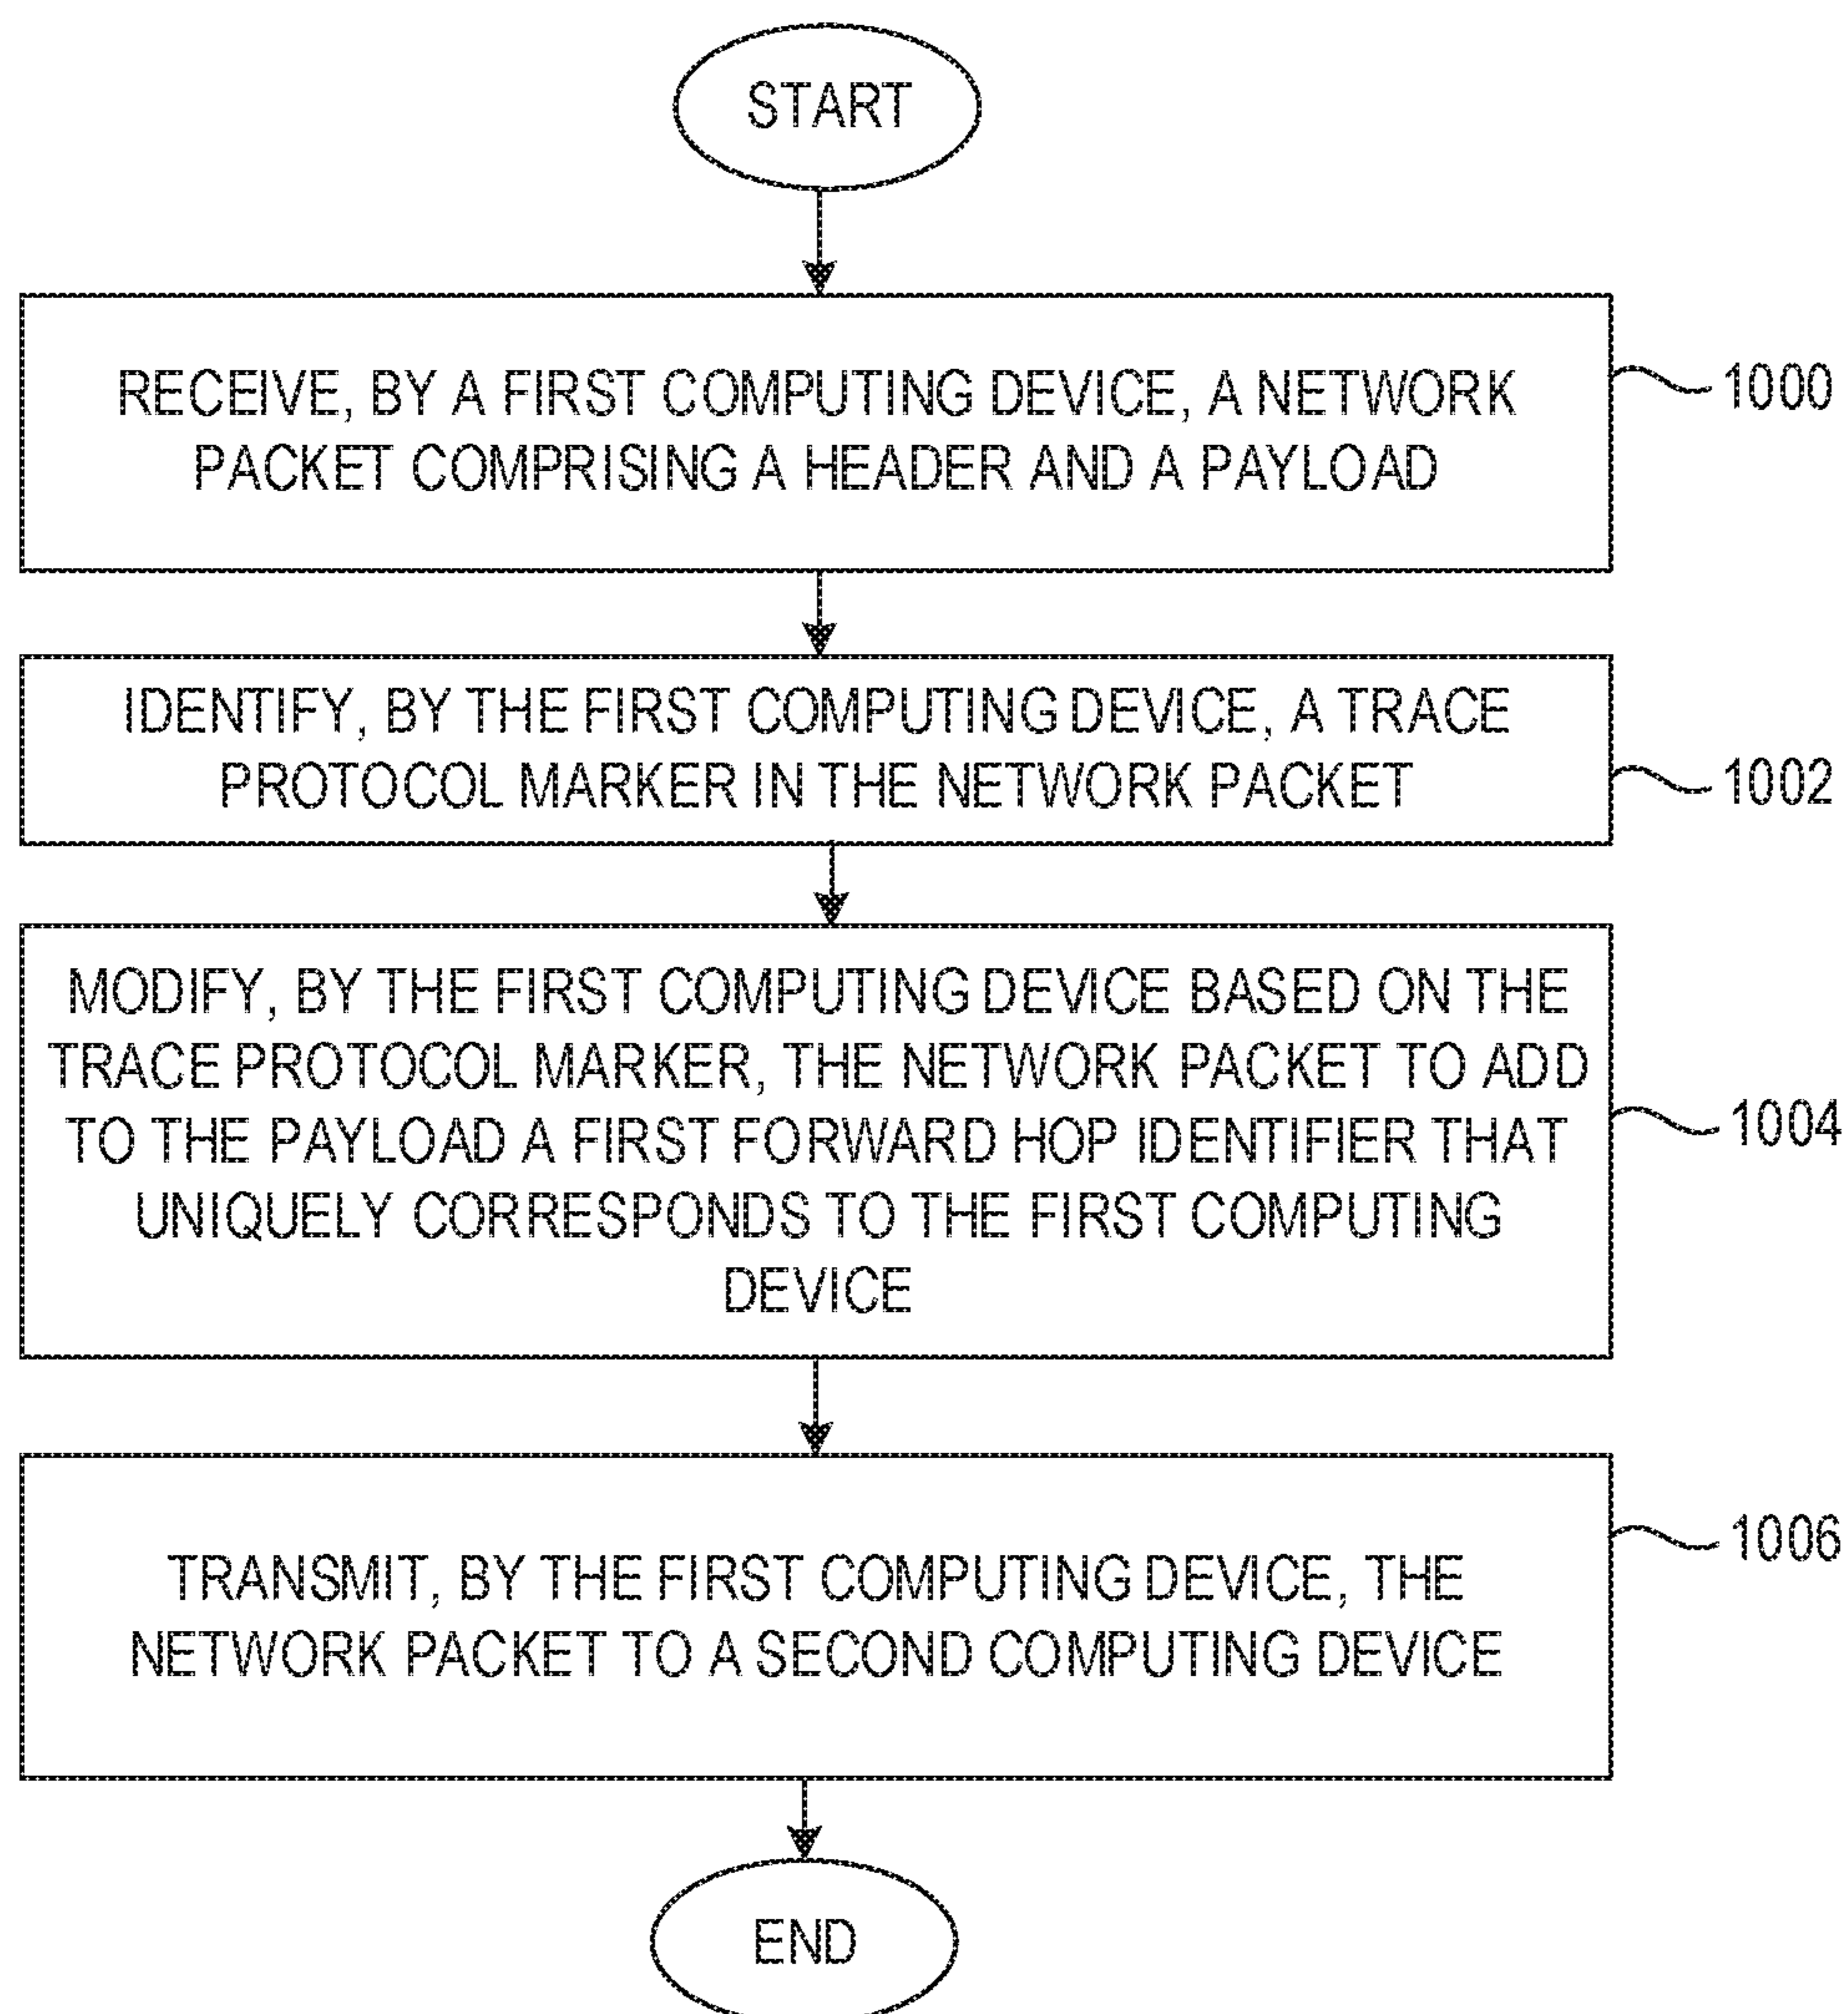 START
RECEIVE, BY A FIRST COMPUTING DEVICE, A NETWORK
PACKET COMPRISING A HEADER AND A PAYLOAD
1000
IDENTIFY, BY THE FIRST COMPUTING DEVICE, A TRACE
PROTOCOL MARKER IN THE NETWORK PACKET
1002
MODIFY, BY THE FIRST COMPUTING DEVICE BASED ON THE
TRACE PROTOCOL MARKER, THE NETWORK PACKET TO ADD
TO THE PAYLOAD A FIRST FORWARD HOP IDENTIFIER THAT
UNIQUELY CORRESPONDS TO THE FIRST COMPUTING
DEVICE
1004
TRANSMIT, BY THE FIRST COMPUTING DEVICE, THE
NETWORK PACKET TO A SECOND COMPUTING DEVICE
1006
END